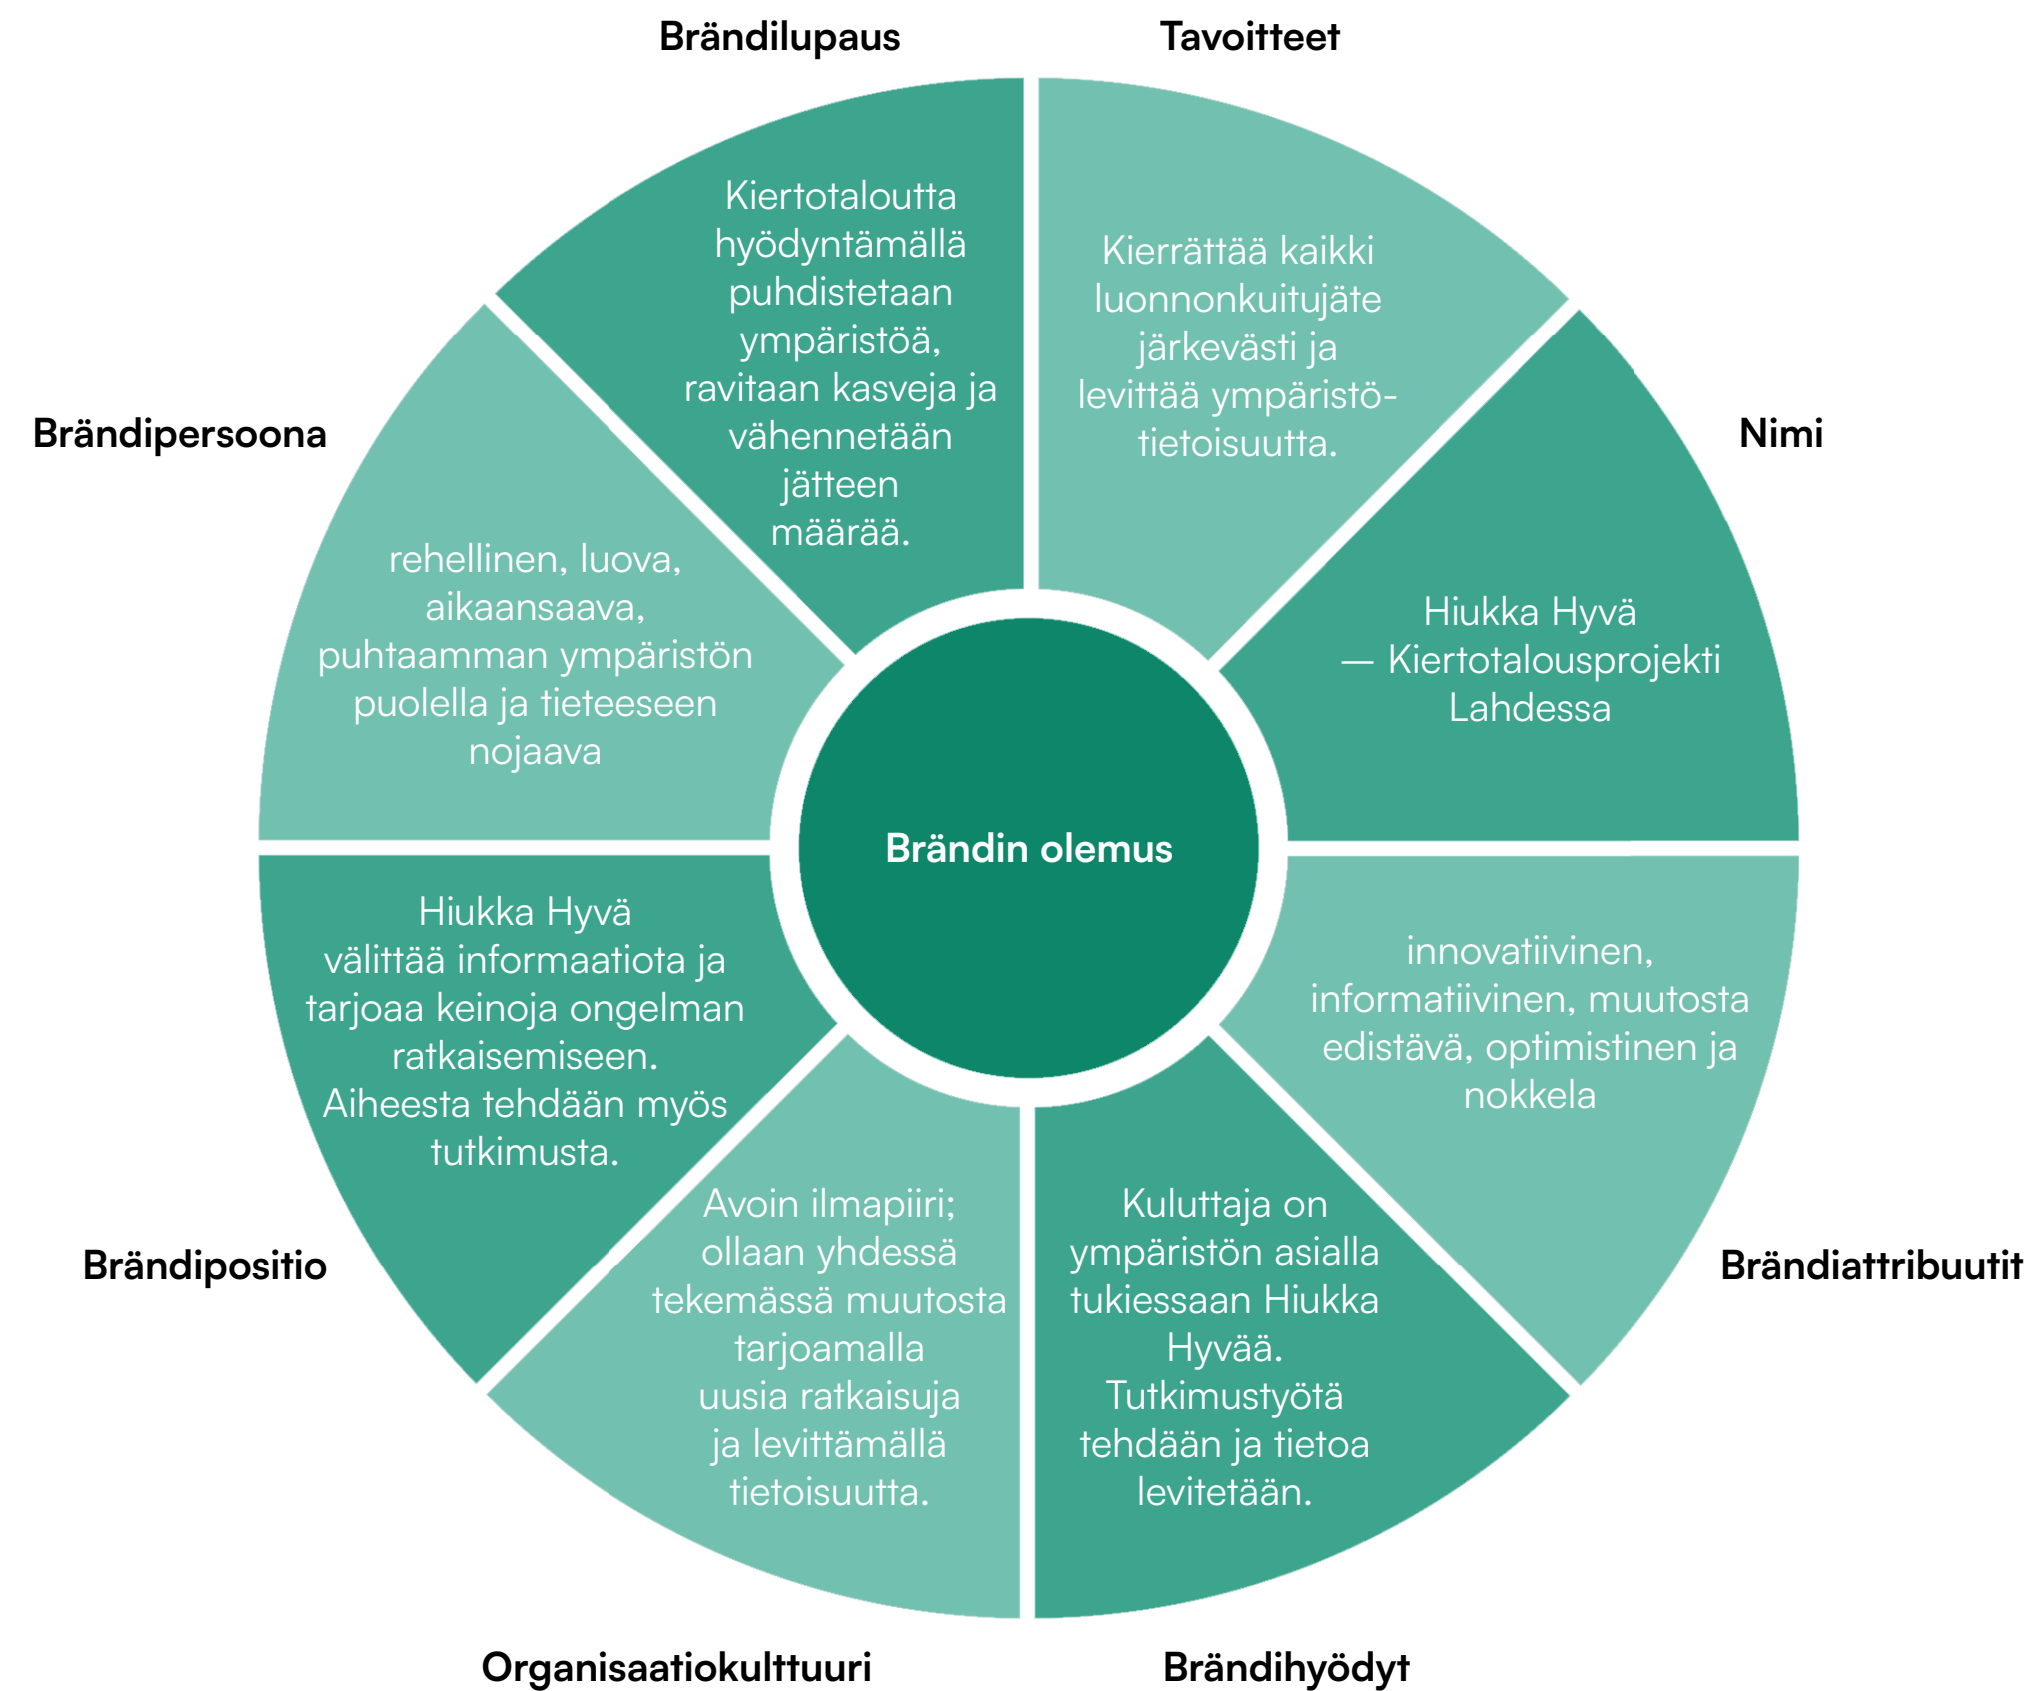 Brändilupaus
Kiertotaloutta
hyödyntämällä
puhdistetaan
ympäristöä,
ravitaan kasveja ja
vähennetään
jätteen
määrää.
Tavoitteet
Kierrättää kaikki
luonnonkuitujäte
järkevästi ja
levittää ympäristö-
tietoisuutta.
Nimi
Hiukka Hyvä
— Kiertotalousprojekti
Lahdessa
Brändiattribuutit
innovatiivinen,
informatiivinen, muutosta
edistävä, optimistinen ja
nokkela
Brändihyödyt
Kuluttaja on
ympäristön asialla
tukiessaan Hiukka
Hyvää.
Tutkimustyötä
tehdään ja tietoa
levitetään.
Organisaatiokulttuuri
Avoin ilmapiiri;
ollaan yhdessä
tekemässä muutosta
tarjoamalla
uusia ratkaisuja
ja levittämällä
tietoisuutta.
Brändipositio
Hiukka Hyvä
välittää informaatiota ja
tarjoaa keinoja ongelman
ratkaisemiseen.
Aiheesta tehdään myös
tutkimusta.
Brändipersoona
rehellinen, luova,
aikaansaava,
puhtaamman ympäristön
puolella ja tieteeseen
nojaava
Brändin olemus